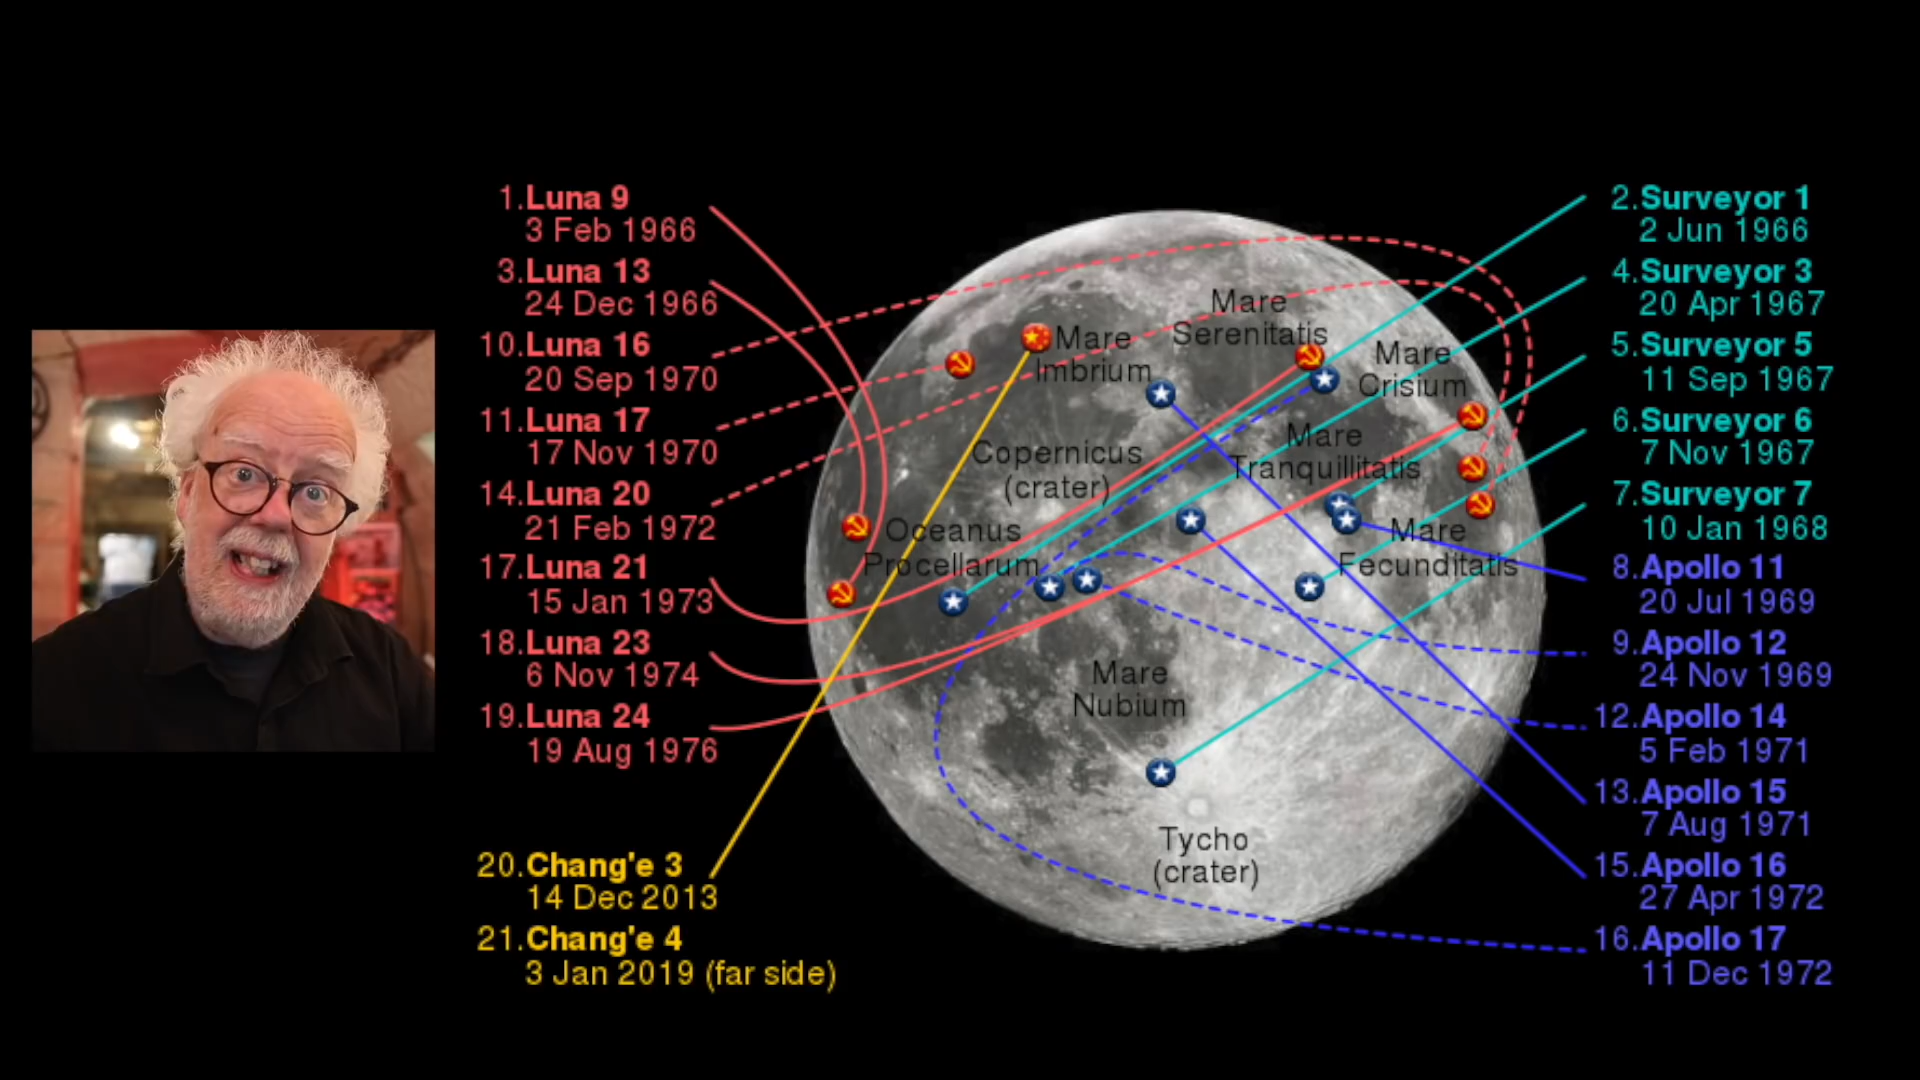 1.Luna 9
3 Feb 1966
3.Luna 13
24 Dec 1966
10.Luna 16
20 Sep 1970
11.Luna 17
17 Nov 1970
14.Luna 20
21 Feb 1972
17.Luna 21
15 Jan 1973
18.Luna 23
6 Nov 1974
19.Luna 24
19 Aug 1976
20.Chang'e 3
14 Dec 2013
21.Chang'e 4
3 Jan 2019 (far side)
Mare
Serenitatis
Mare
Imbrium
Mare
Crisium
Mare
Tranquillitatis
Copernicus
(crater)
Oceanus
Procellarum
Mare
Fecunditatis
Mare
Nubium
Tycho
(crater)
2.Surveyor 1
2 Jun 1966
4.Surveyor 3
20 Apr 1967
5.Surveyor 5
11 Sep 1967
6.Surveyor 6
7 Nov 1967
7.Surveyor 7
10 Jan 1968
8.Apollo 11
20 Jul 1969
9.Apollo 12
24 Nov 1969
12.Apollo 14
5 Feb 1971
13.Apollo 15
7 Aug 1971
15.Apollo 16
27 Apr 1972
16.Apollo 17
11 Dec 1972